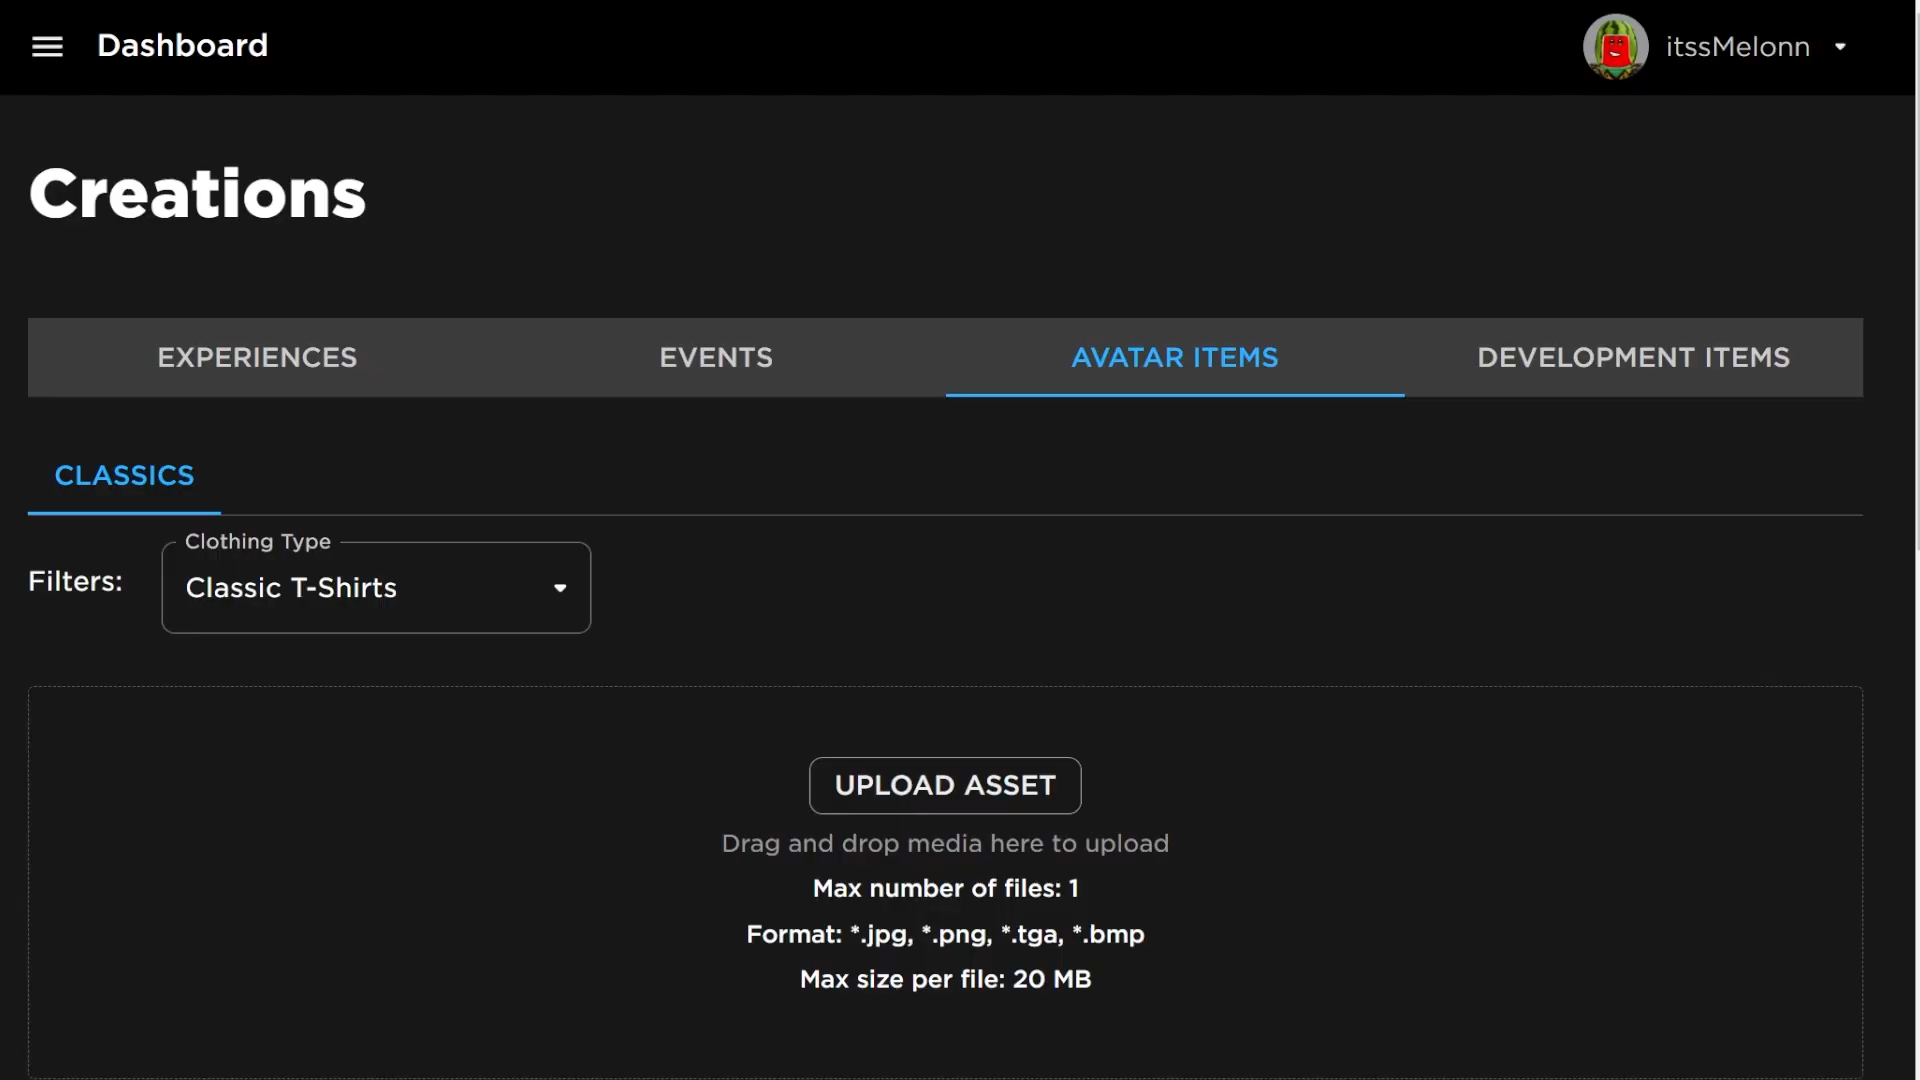 Dashboard
itssMelonn
Creations
EXPERIENCES
EVENTS
AVATAR ITEMS
DEVELOPMENT ITEMS
CLASSICS
Filters:
Clothing Type
Classic T-Shirts
UPLOAD ASSET
Drag and drop media here to upload
Max number of files: 1
Format: *.jpg, *.png, *.tga, *.bmp
Max size per file: 20 MB